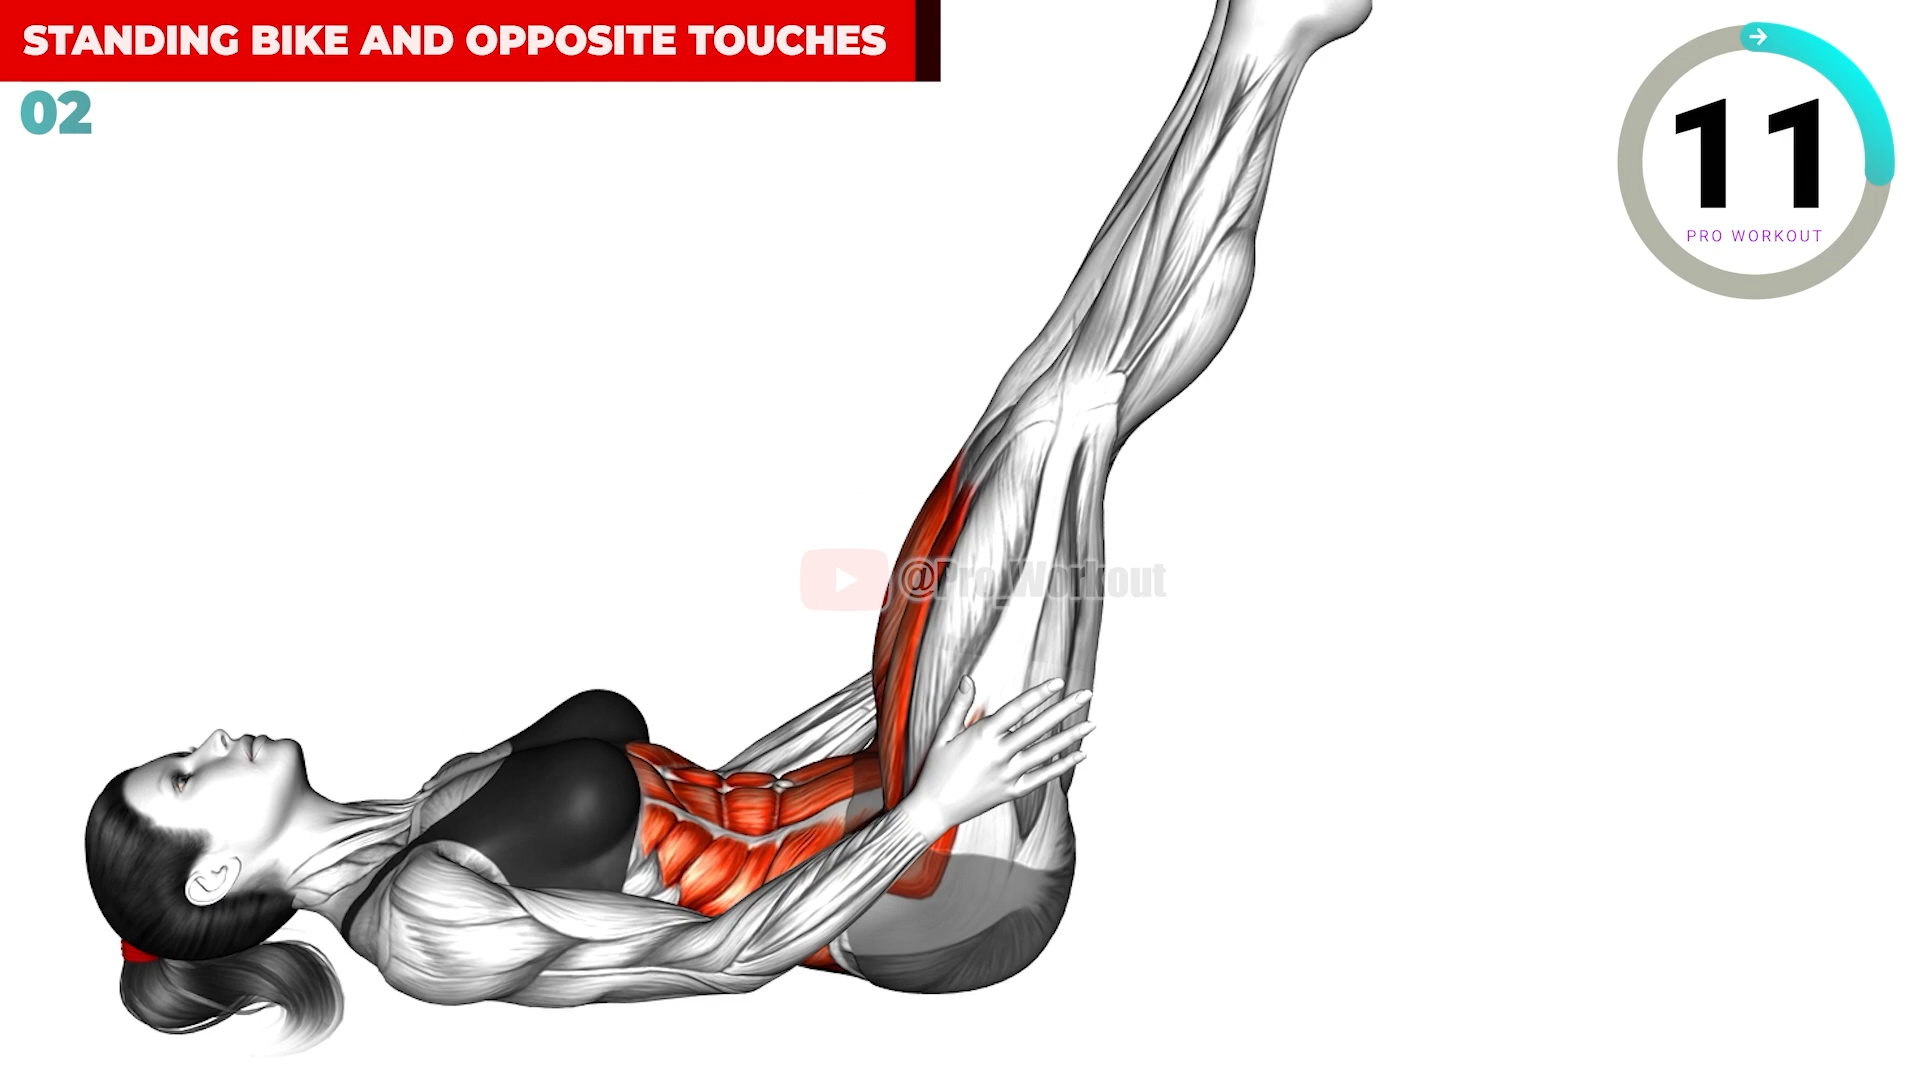 STANDING BIKE AND OPPOSITE TOUCHES
02
11
PRO WORKOUT
@Pro_Workout